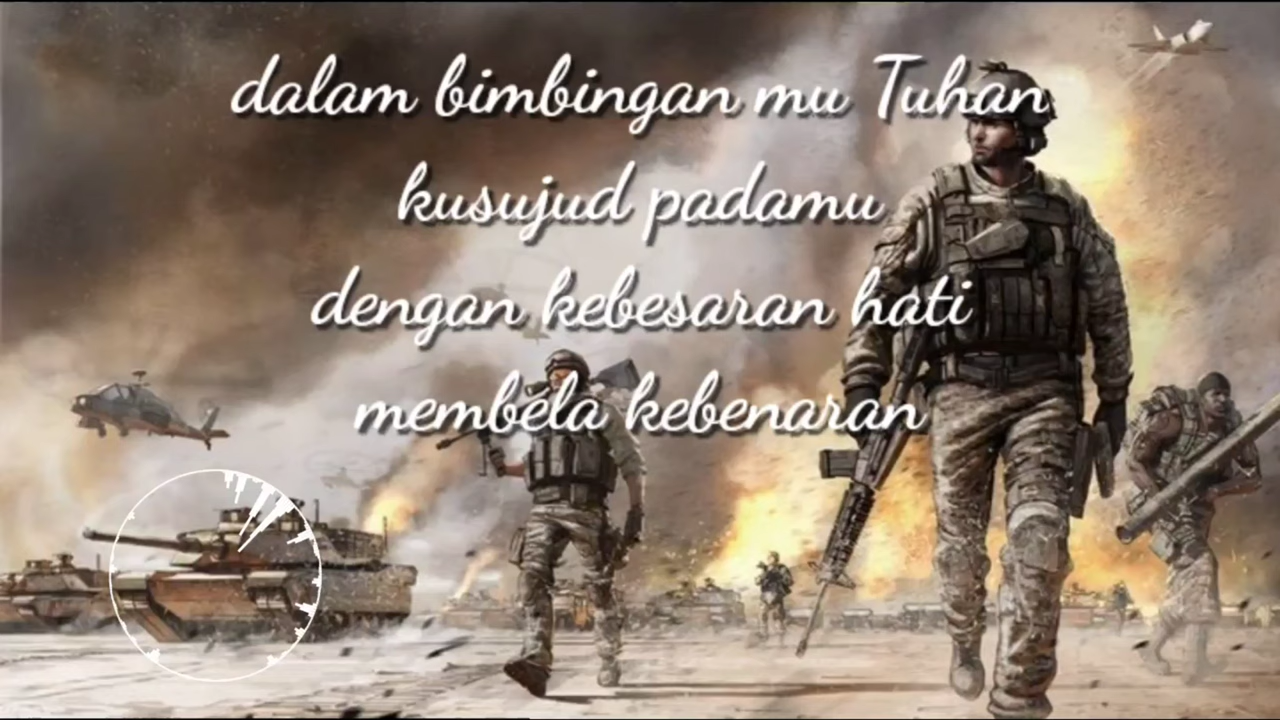 dalam bimbingan mu Tuhan
kusujud padamu
dengan kebesaran hati
membela kebenaran